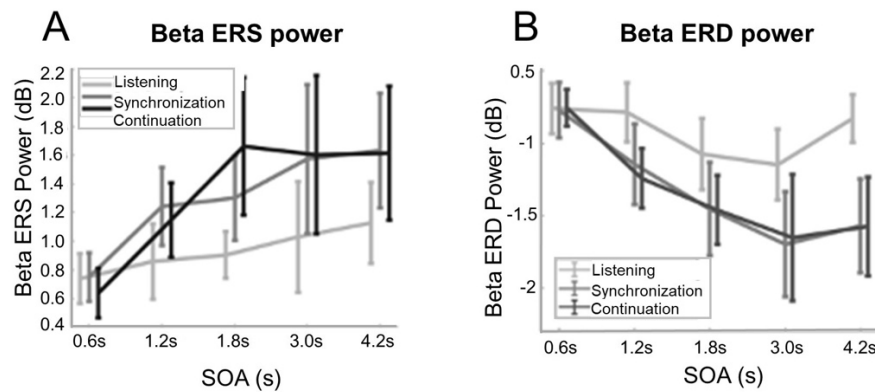 A
Beta ERS power
Beta ERS Power (dB)
2.2
2.0
1.8
1.6
1.4
1.2
1.0
0.8
0.6
0.4
Listening
Synchronization
Continuation
0.6s 1.2s 1.8s 3.0s 4.2s
SOA (s)
B
Beta ERD power
Beta ERD Power (dB)
0.5
-1
-1.5
-2
Listening
Synchronization
Continuation
0.6s 1.2s 1.8s 3.0s 4.2s
SOA (s)